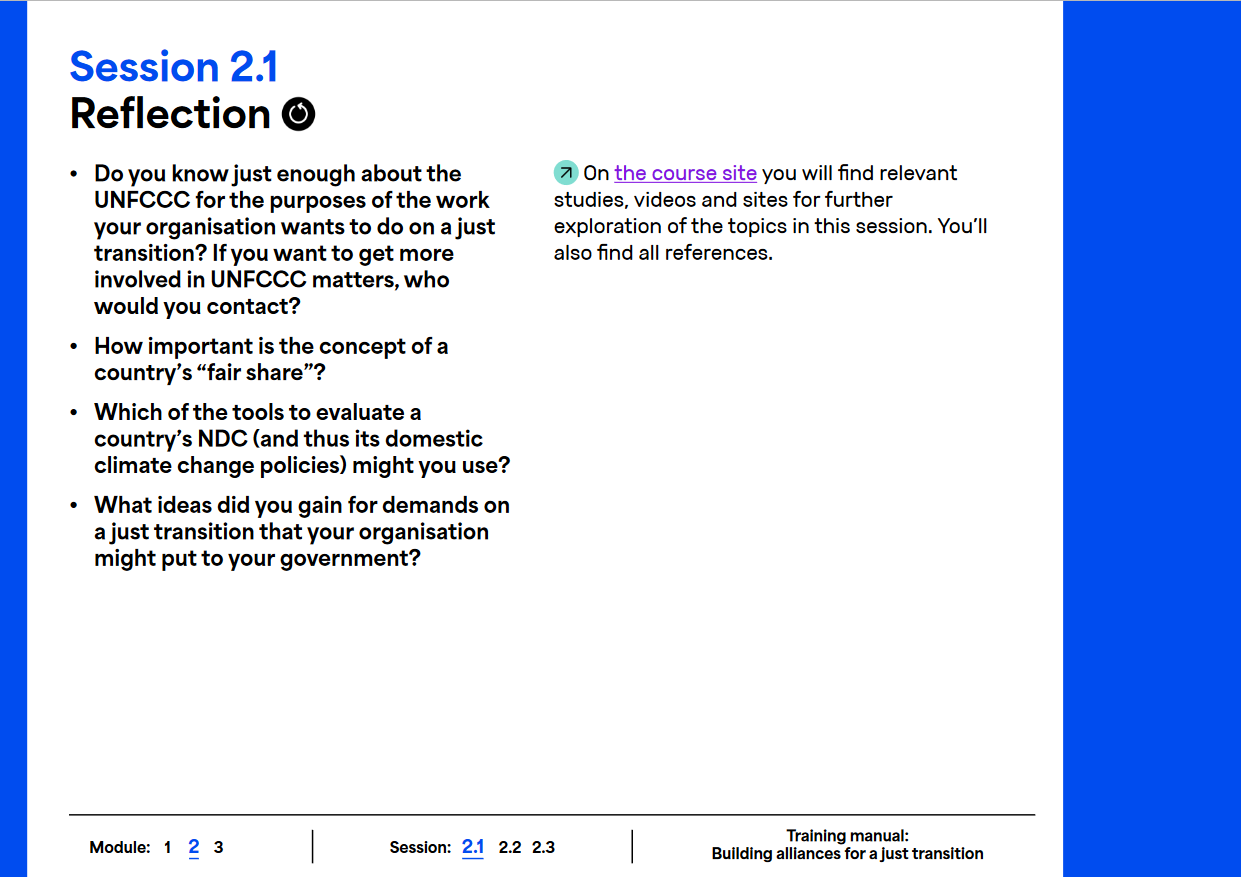 Session 2.1
Reflection
• Do you know just enough about the
UNFCCC for the purposes of the work
your organisation wants to do on a just
transition? If you want to get more
involved in UNFCCC matters, who
would you contact?
• How important is the concept of a
country’s “fair share”?
• Which of the tools to evaluate a
country’s NDC (and thus its domestic
climate change policies) might you use?
• What ideas did you gain for demands on
a just transition that your organisation
might put to your government?
On the course site you will find relevant
studies, videos and sites for further
exploration of the topics in this session. You’ll
also find all references.
Module: 1 2 3
Session: 2.1 2.2 2.3
Training manual:
Building alliances for a just transition